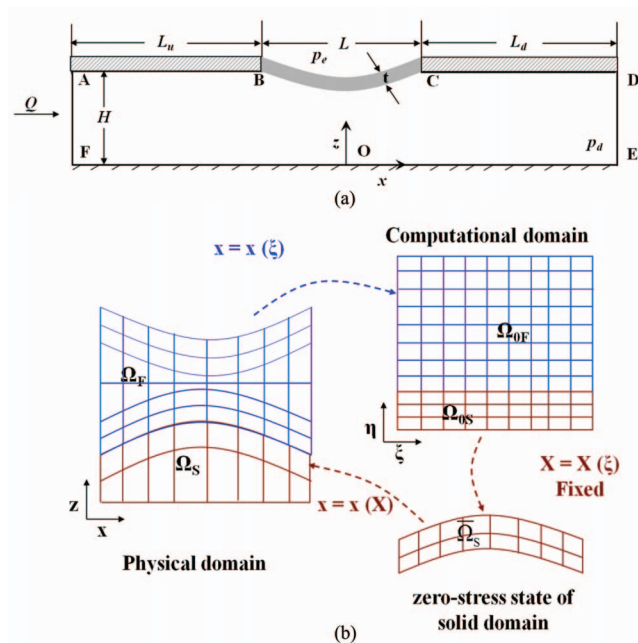 L_u
L
L_d
p_e
t
A
B
C
D
Q
H
z
O
p_d
F
E
x
(a)
Computational domain
x = x (ξ)
Ω_0F
Ω_F
Ω_0S
η
ξ
Ω_S
X = X (ξ)
Fixed
z
x = x (X)
x
Ω̅_S
Physical domain
zero-stress state of
solid domain
(b)